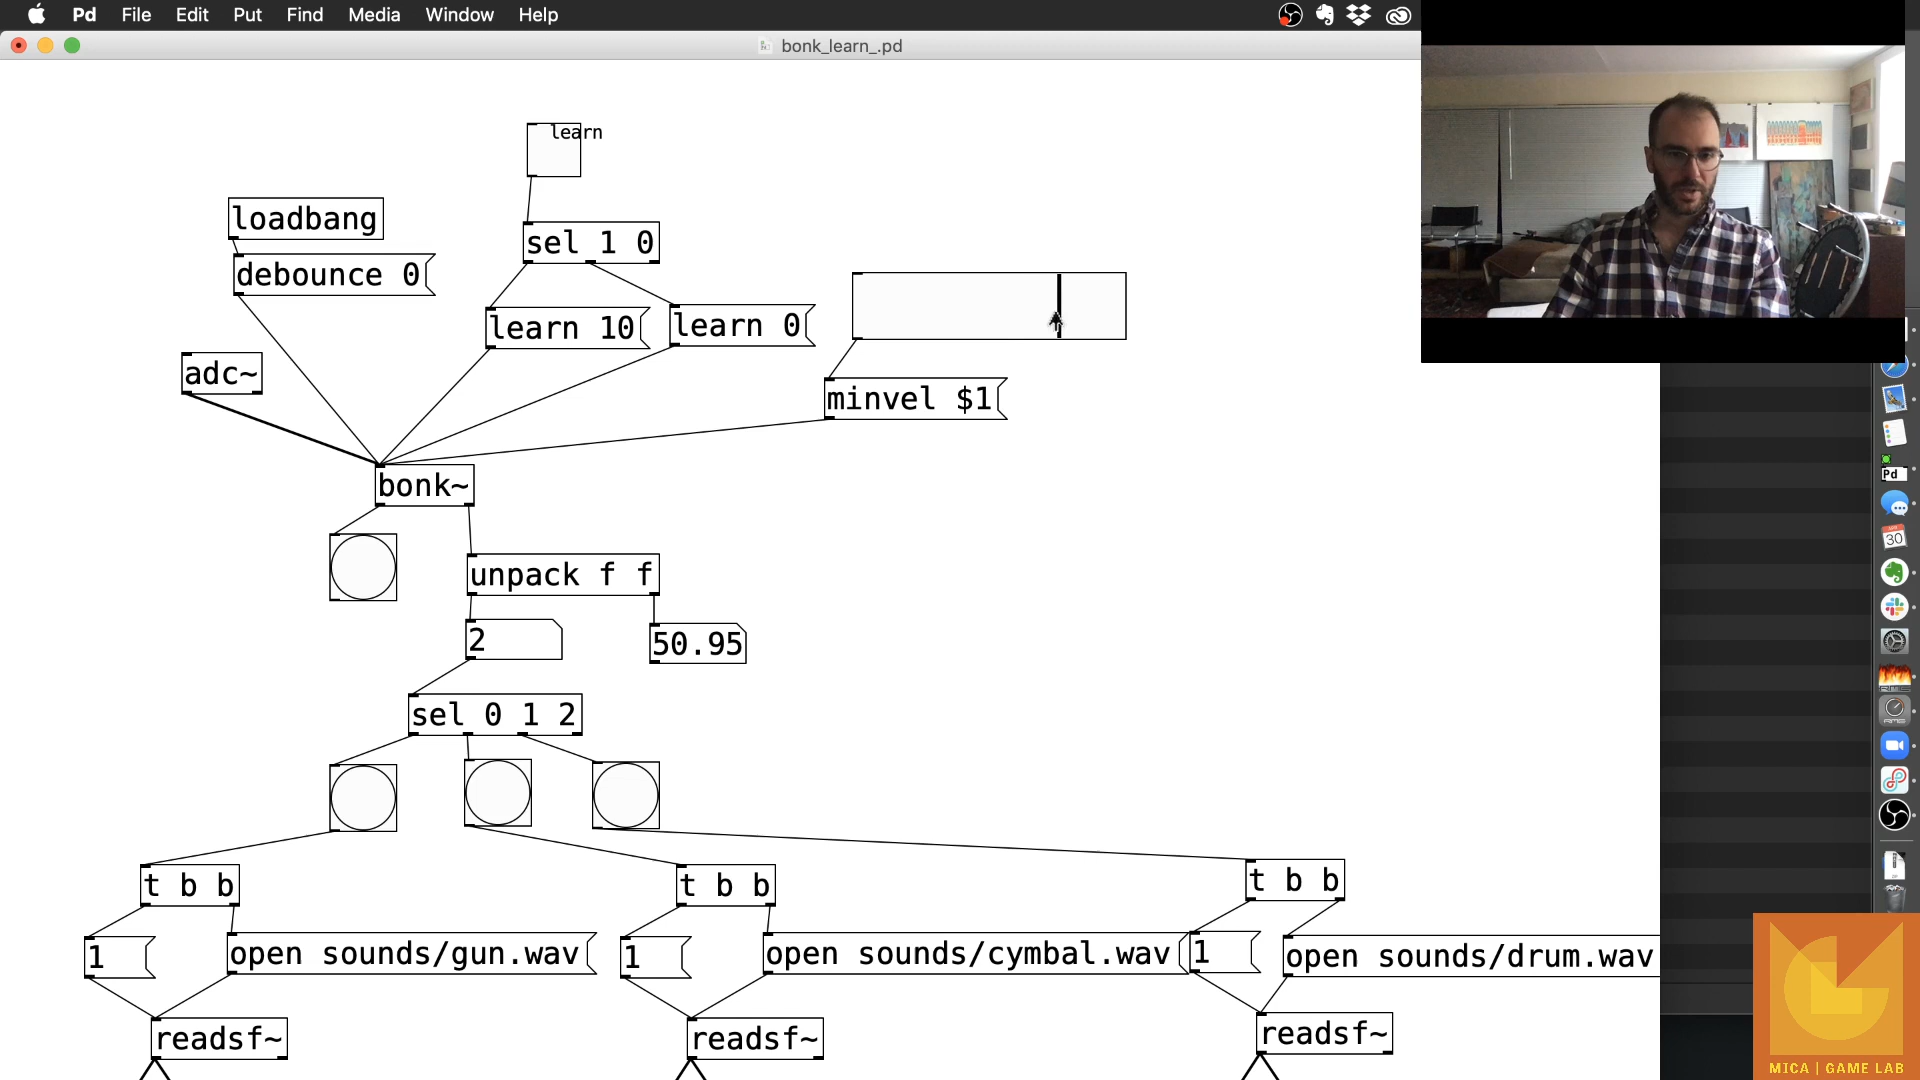 Pd File Edit Put Find Media Window Help
bonk_learn_.pd
learn
loadbang
sel 1 0
debounce 0
learn 10
learn 0
adc~
minvel $1
bonk~
unpack f f
2
50.95
sel 0 1 2
t b b
t b b
t b b
1
open sounds/gun.wav
1
open sounds/cymbal.wav
1
open sounds/drum.wav
readsf~
readsf~
readsf~
Pd
30
MICA | GAME LAB